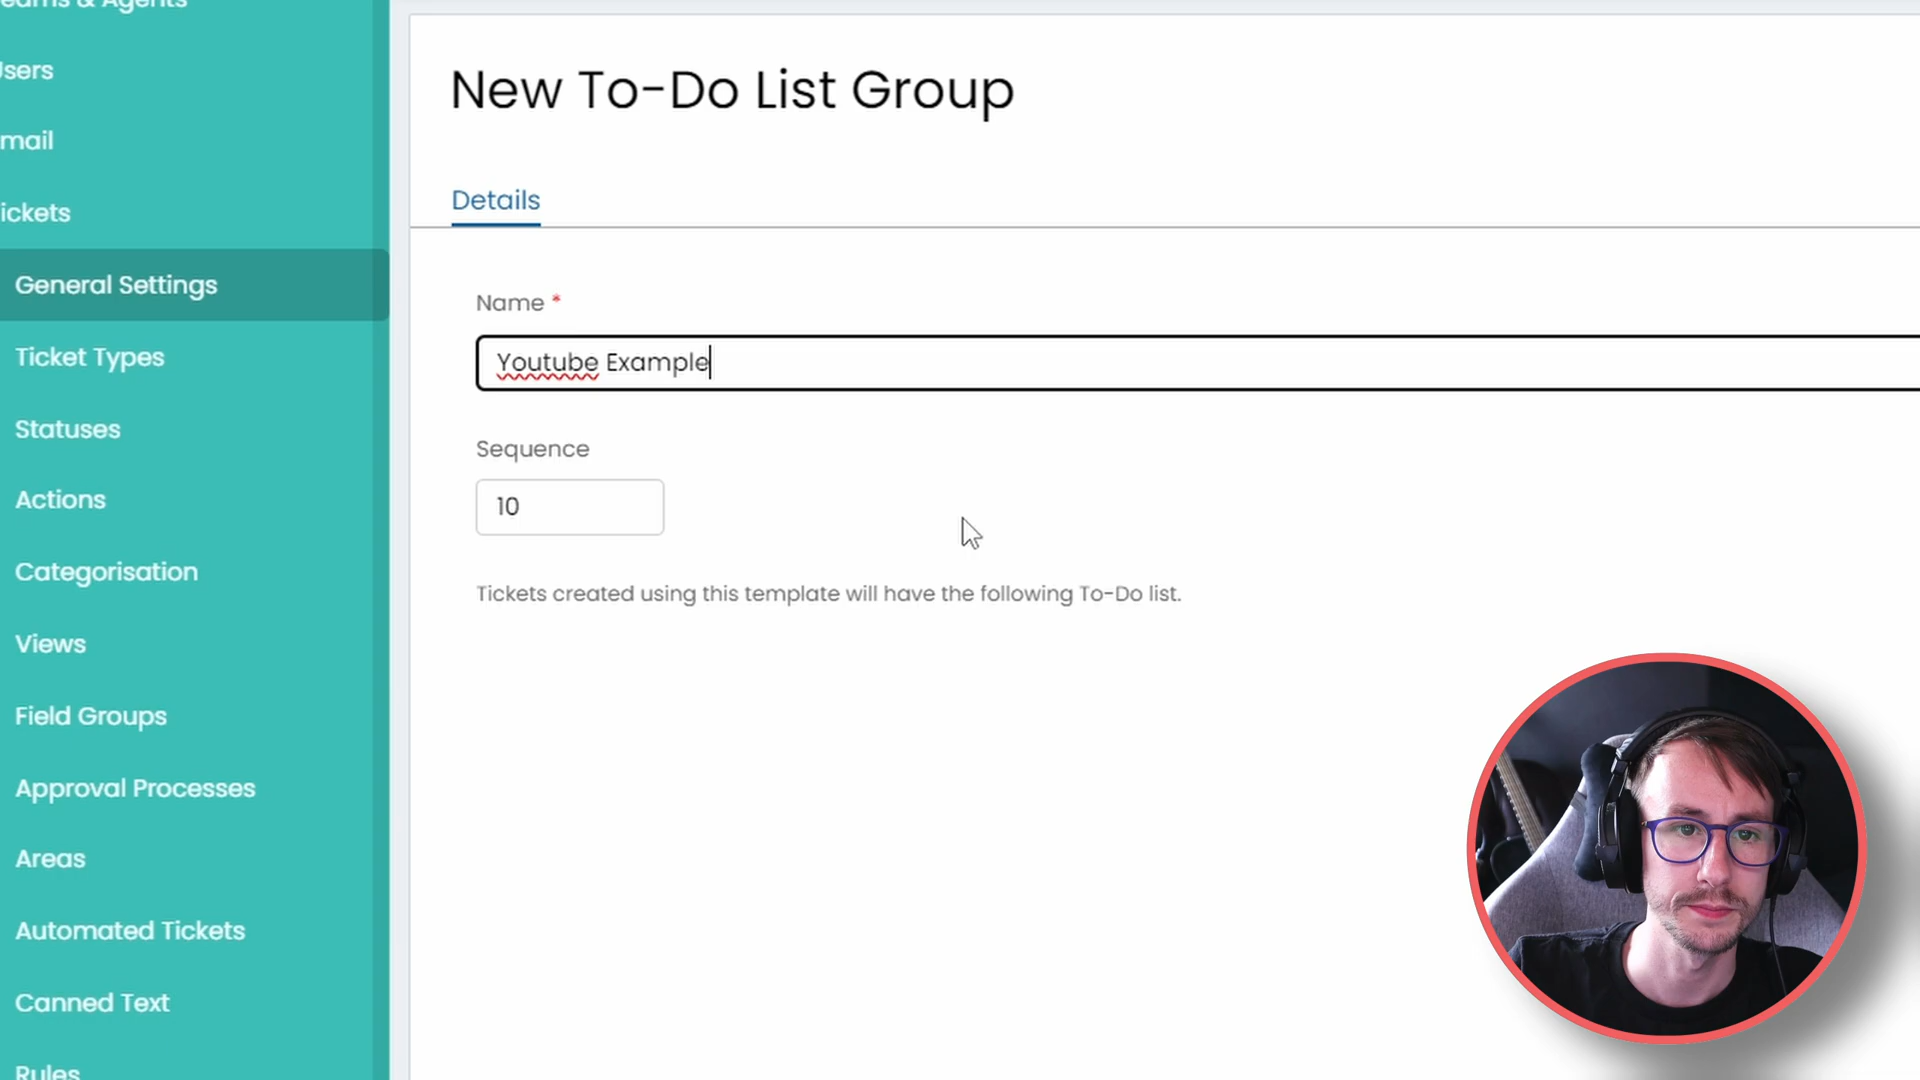 Teams & Agents
Users
Email
Tickets
General Settings
Ticket Types
Statuses
Actions
Categorisation
Views
Field Groups
Approval Processes
Areas
Automated Tickets
Canned Text
Rules
New To-Do List Group
Details
Name *
Youtube Example
Sequence
10
Tickets created using this template will have the following To-Do list.